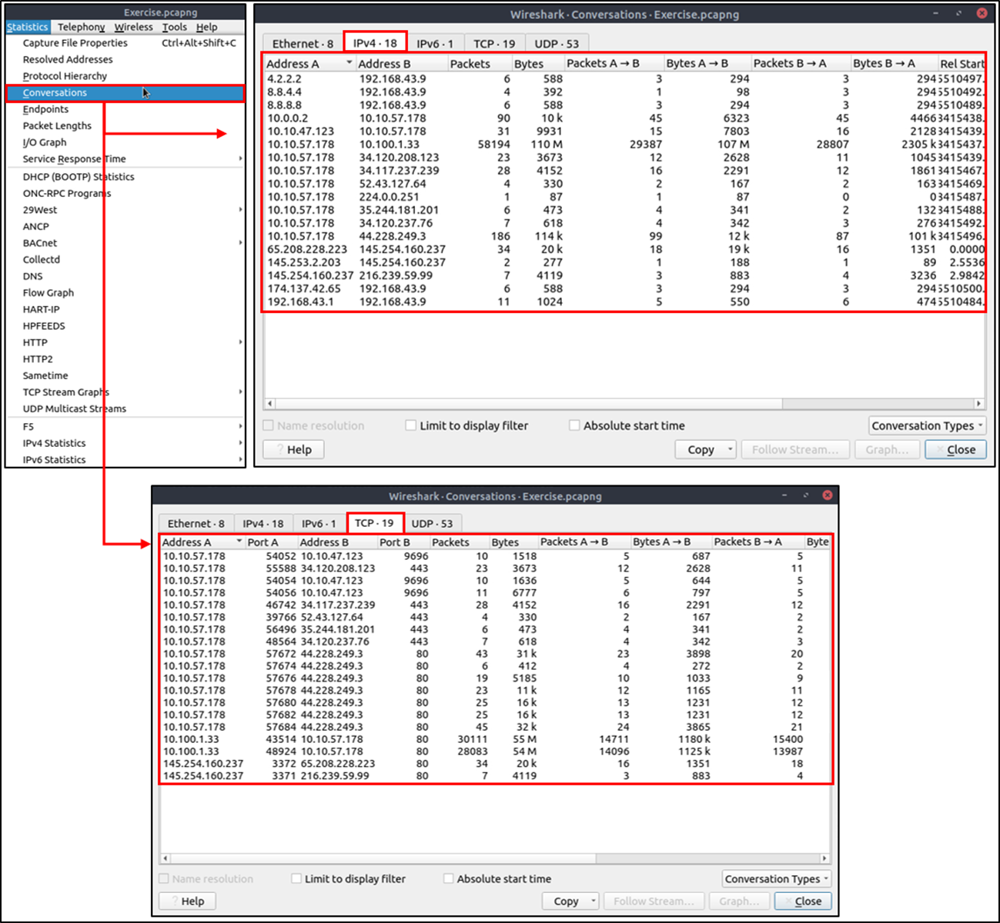 Exercise.pcapng
Statistics Telephony Wireless Tools Help
Capture File Properties Ctrl+Alt+Shift+C
Resolved Addresses
Protocol Hierarchy
Conversations
Endpoints
Packet Lengths
I/O Graph
Service Response Time
DHCP (BOOTP) Statistics
ONC-RPC Programs
29West
ANCP
BACnet
Collectd
DNS
Flow Graph
HART-IP
HPFEEDS
HTTP
HTTP2
Sametime
TCP Stream Graphs
UDP Multicast Streams
F5
IPv4 Statistics
IPv6 Statistics
Wireshark · Conversations · Exercise.pcapng
Ethernet · 8 IPv4 · 18 IPv6 · 1 TCP · 19 UDP · 53
Address A Address B Packets Bytes Packets A → B Bytes A → B Packets B → A Bytes B → A Rel Start
4.2.2.2 192.168.43.9 6 588 3 294 3 294 5510497.
8.8.4.4 192.168.43.9 4 392 1 98 3 294 5510492.
8.8.8.8 192.168.43.9 6 588 3 294 3 294 5510489.
10.0.0.2 10.10.57.178 90 10 k 45 6323 45 4466 3415438.
10.10.47.123 10.10.57.178 31 9931 15 7803 16 2128 3415439.
10.10.57.178 10.100.1.33 58194 110 M 29387 107 M 28807 2305 k 3415437.
10.10.57.178 34.120.208.123 23 3673 12 2628 11 1045 3415439.
10.10.57.178 34.117.237.239 28 4152 16 2291 12 1861 3415467.
10.10.57.178 52.43.127.64 4 330 2 167 2 163 3415469.
10.10.57.178 224.0.0.251 1 87 1 87 0 0 3415487.
10.10.57.178 35.244.181.201 6 473 4 341 2 132 3415488.
10.10.57.178 34.120.237.76 7 618 4 342 3 276 3415492.
10.10.57.178 44.228.249.3 186 114 k 99 12 k 87 101 k 3415496.
65.208.228.223 145.254.160.237 34 20 k 18 19 k 16 1351 0.0000
145.253.2.203 145.254.160.237 2 277 1 188 1 89 2.5536
145.254.160.237 216.239.59.99 7 4119 3 883 4 3236 2.9842
174.137.42.65 192.168.43.9 6 588 3 294 3 294 5510500.
192.168.43.1 192.168.43.9 11 1024 5 550 6 474 5510484.
Name resolution Limit to display filter Absolute start time Conversation Types
? Help Copy Follow Stream... Graph... Close
Wireshark · Conversations · Exercise.pcapng
Ethernet · 8 IPv4 · 18 IPv6 · 1 TCP · 19 UDP · 53
Address A Port A Address B Port B Packets Bytes Packets A → B Bytes A → B Packets B → A Byte
10.10.57.178 54052 10.10.47.123 9696 10 1518 5 687 5
10.10.57.178 55588 34.120.208.123 443 23 3673 12 2628 11
10.10.57.178 54054 10.10.47.123 9696 10 1636 5 644 5
10.10.57.178 54056 10.10.47.123 9696 11 6777 6 797 5
10.10.57.178 46742 34.117.237.239 443 28 4152 16 2291 12
10.10.57.178 39766 52.43.127.64 443 4 330 2 167 2
10.10.57.178 56496 35.244.181.201 443 6 473 4 341 2
10.10.57.178 48564 34.120.237.76 443 7 618 4 342 3
10.10.57.178 57672 44.228.249.3 80 43 31 k 23 3898 20
10.10.57.178 57674 44.228.249.3 80 6 412 4 272 2
10.10.57.178 57676 44.228.249.3 80 19 5185 10 1033 9
10.10.57.178 57678 44.228.249.3 80 23 11 k 12 1165 11
10.10.57.178 57680 44.228.249.3 80 25 16 k 13 1231 12
10.10.57.178 57682 44.228.249.3 80 25 16 k 13 1231 12
10.10.57.178 57684 44.228.249.3 80 45 32 k 24 3865 21
10.100.1.33 43514 10.10.57.178 80 30111 55 M 14711 1180 k 15400
10.100.1.33 48924 10.10.57.178 80 28083 54 M 14096 1125 k 13987
145.254.160.237 3372 65.208.228.223 80 34 20 k 16 1351 18
145.254.160.237 3371 216.239.59.99 80 7 4119 3 883 4
Name resolution Limit to display filter Absolute start time Conversation Types
? Help Copy Follow Stream... Graph... Close